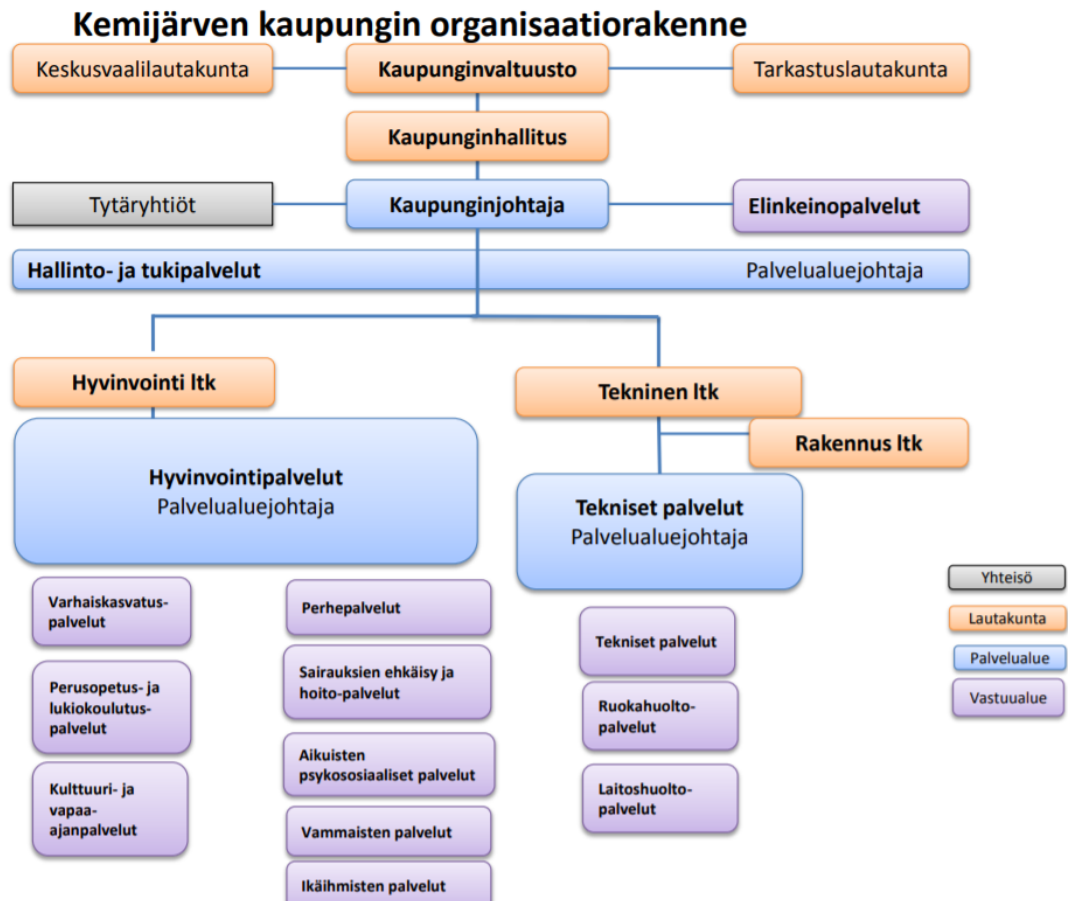 Kemijärven kaupungin organisaatiorakenne
Keskusvaalilautakunta
Kaupunginvaltuusto
Tarkastuslautakunta
Kaupunginhallitus
Tytäryhtiöt
Kaupunginjohtaja
Elinkeinopalvelut
Hallinto- ja tukipalvelut
Palvelualuejohtaja
Hyvinvointi ltk
Tekninen ltk
Rakennus ltk
Hyvinvointipalvelut
Palvelualuejohtaja
Tekniset palvelut
Palvelualuejohtaja
Varhaiskasvatus-
palvelut
Perusopetus- ja
lukiokoulutus-
palvelut
Kulttuuri- ja
vapaa-
ajanpalvelut
Perhepalvelut
Sairauksien ehkäisy ja
hoito-palvelut
Aikuisten
psykososiaaliset palvelut
Vammaisten palvelut
Ikäihmisten palvelut
Tekniset palvelut
Ruokahuolto-
palvelut
Laitoshuolto-
palvelut
Yhteisö
Lautakunta
Palvelualue
Vastuualue